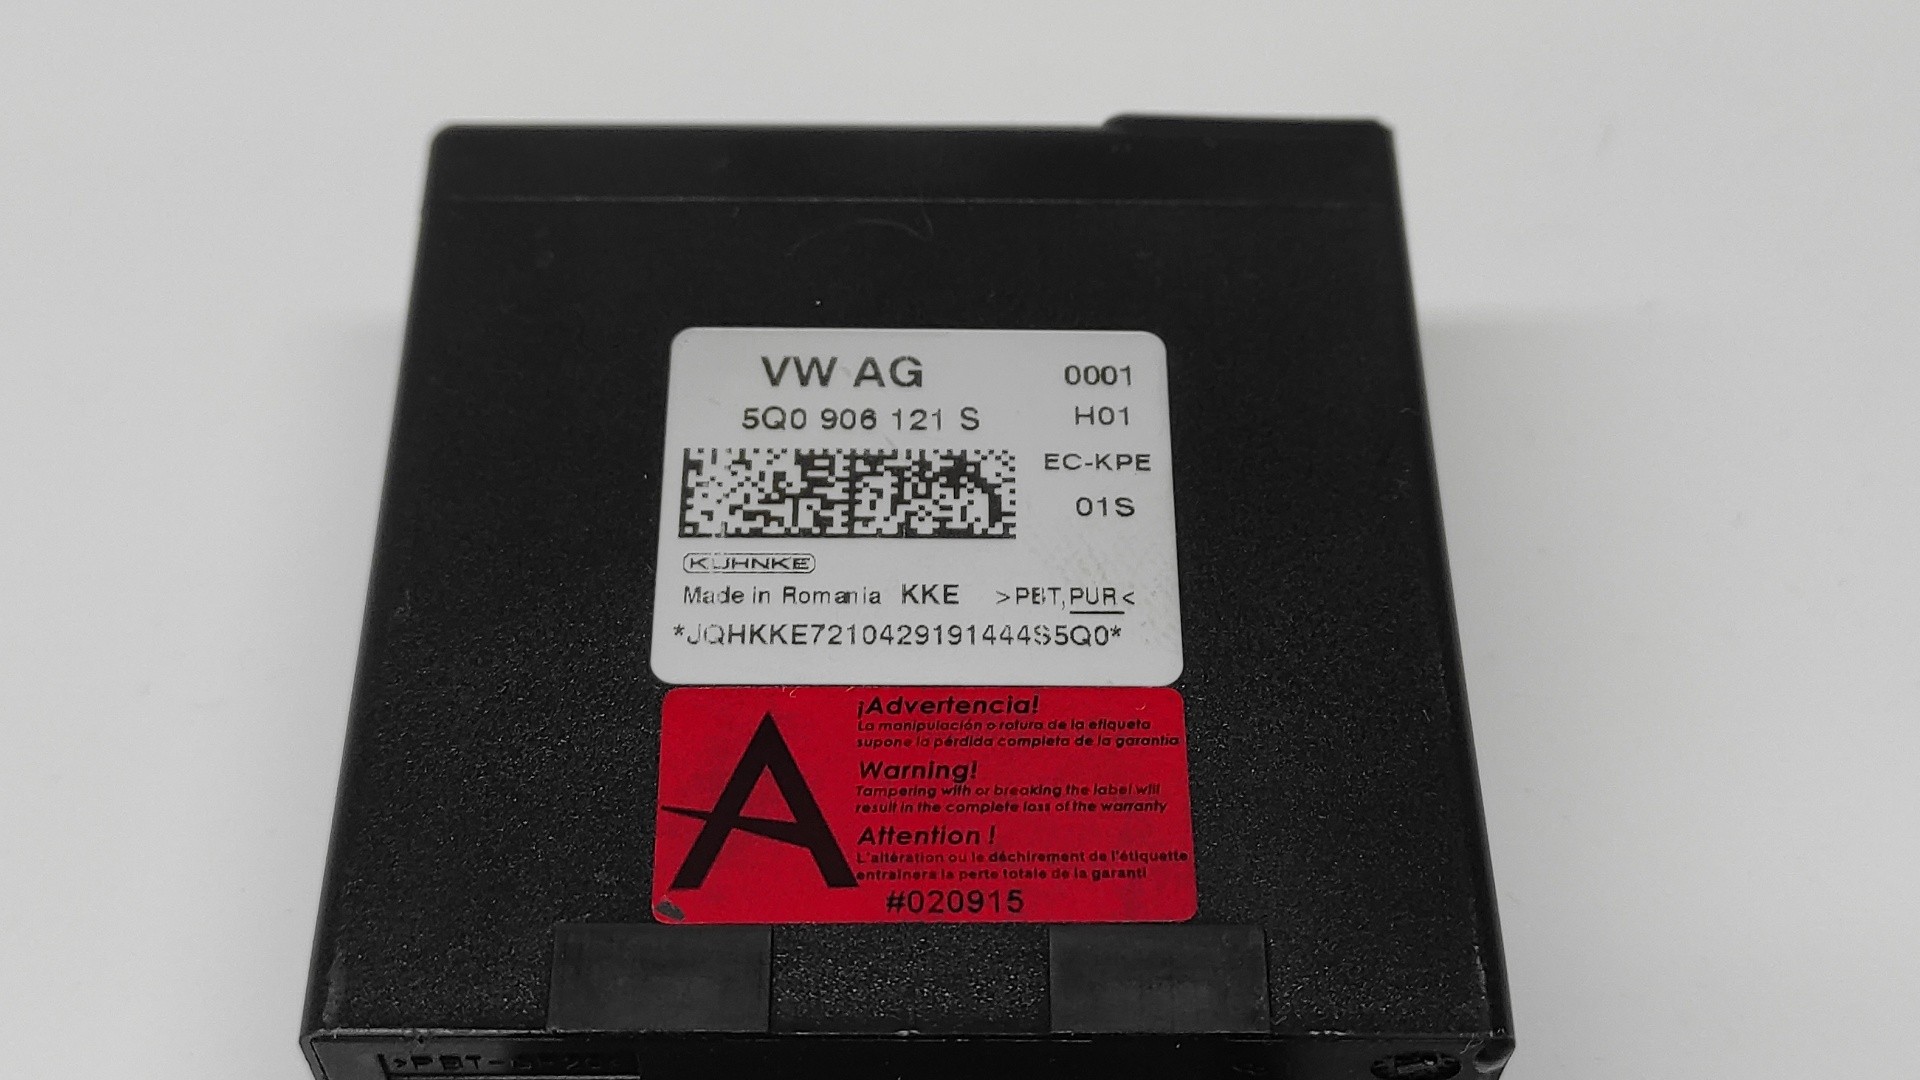 VW AG 0001
5Q0 906 121 S H01
EC-KPE
01S
KUHNKE
Made in Romania KKE >PBT,PUR<
*JQHKKE7210429191444S5Q0*
¡Advertencia!
La manipulación o rotura de la etiqueta
supone la pérdida completa de la garantía
Warning!
Tampering with or breaking the label will
result in the complete loss of the warranty
Attention !
L'altération ou le déchirement de l'étiquette
entrainera la perte totale de la garanti
#020915
>PBT-